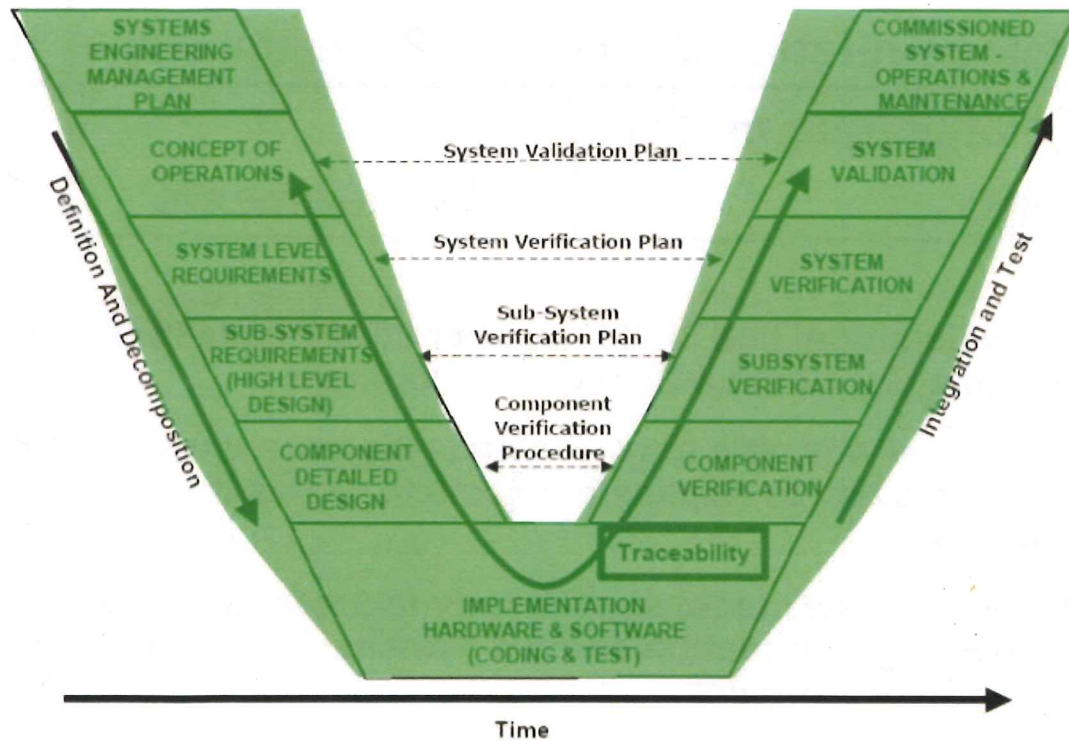 SYSTEMS
ENGINEERING
MANAGEMENT
PLAN
CONCEPT OF
OPERATIONS
SYSTEM LEVEL
REQUIREMENTS
SUB-SYSTEM
REQUIREMENTS
(HIGH LEVEL
DESIGN)
COMPONENT
DETAILED
DESIGN
Definition And Decomposition
System Validation Plan
System Verification Plan
Sub-System
Verification Plan
Component
Verification
Procedure
COMMISSIONED
SYSTEM -
OPERATIONS &
MAINTENANCE
SYSTEM
VALIDATION
SYSTEM
VERIFICATION
SUBSYSTEM
VERIFICATION
COMPONENT
VERIFICATION
Integration and Test
Traceability
IMPLEMENTATION
HARDWARE & SOFTWARE
(CODING & TEST)
Time